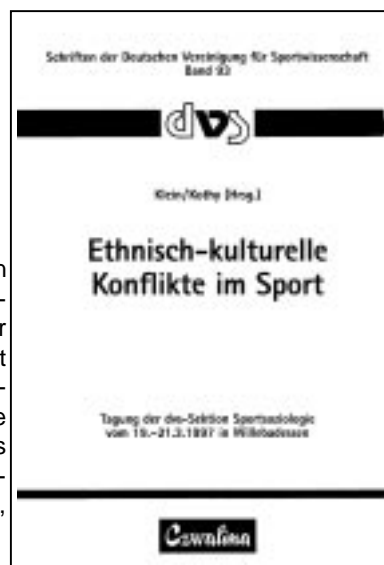 Schriften der Deutschen Vereinigung für Sportwissenschaft
Band 93
dvs
Klein/Kothy (Hrsg.)
Ethnisch-kulturelle
Konflikte im Sport
Tagung der dvs-Sektion Sportsoziologie
vom 19.–21.3.1997 in Willebadessen
Czwalina
n
-
r
t
-
e
s
-
,